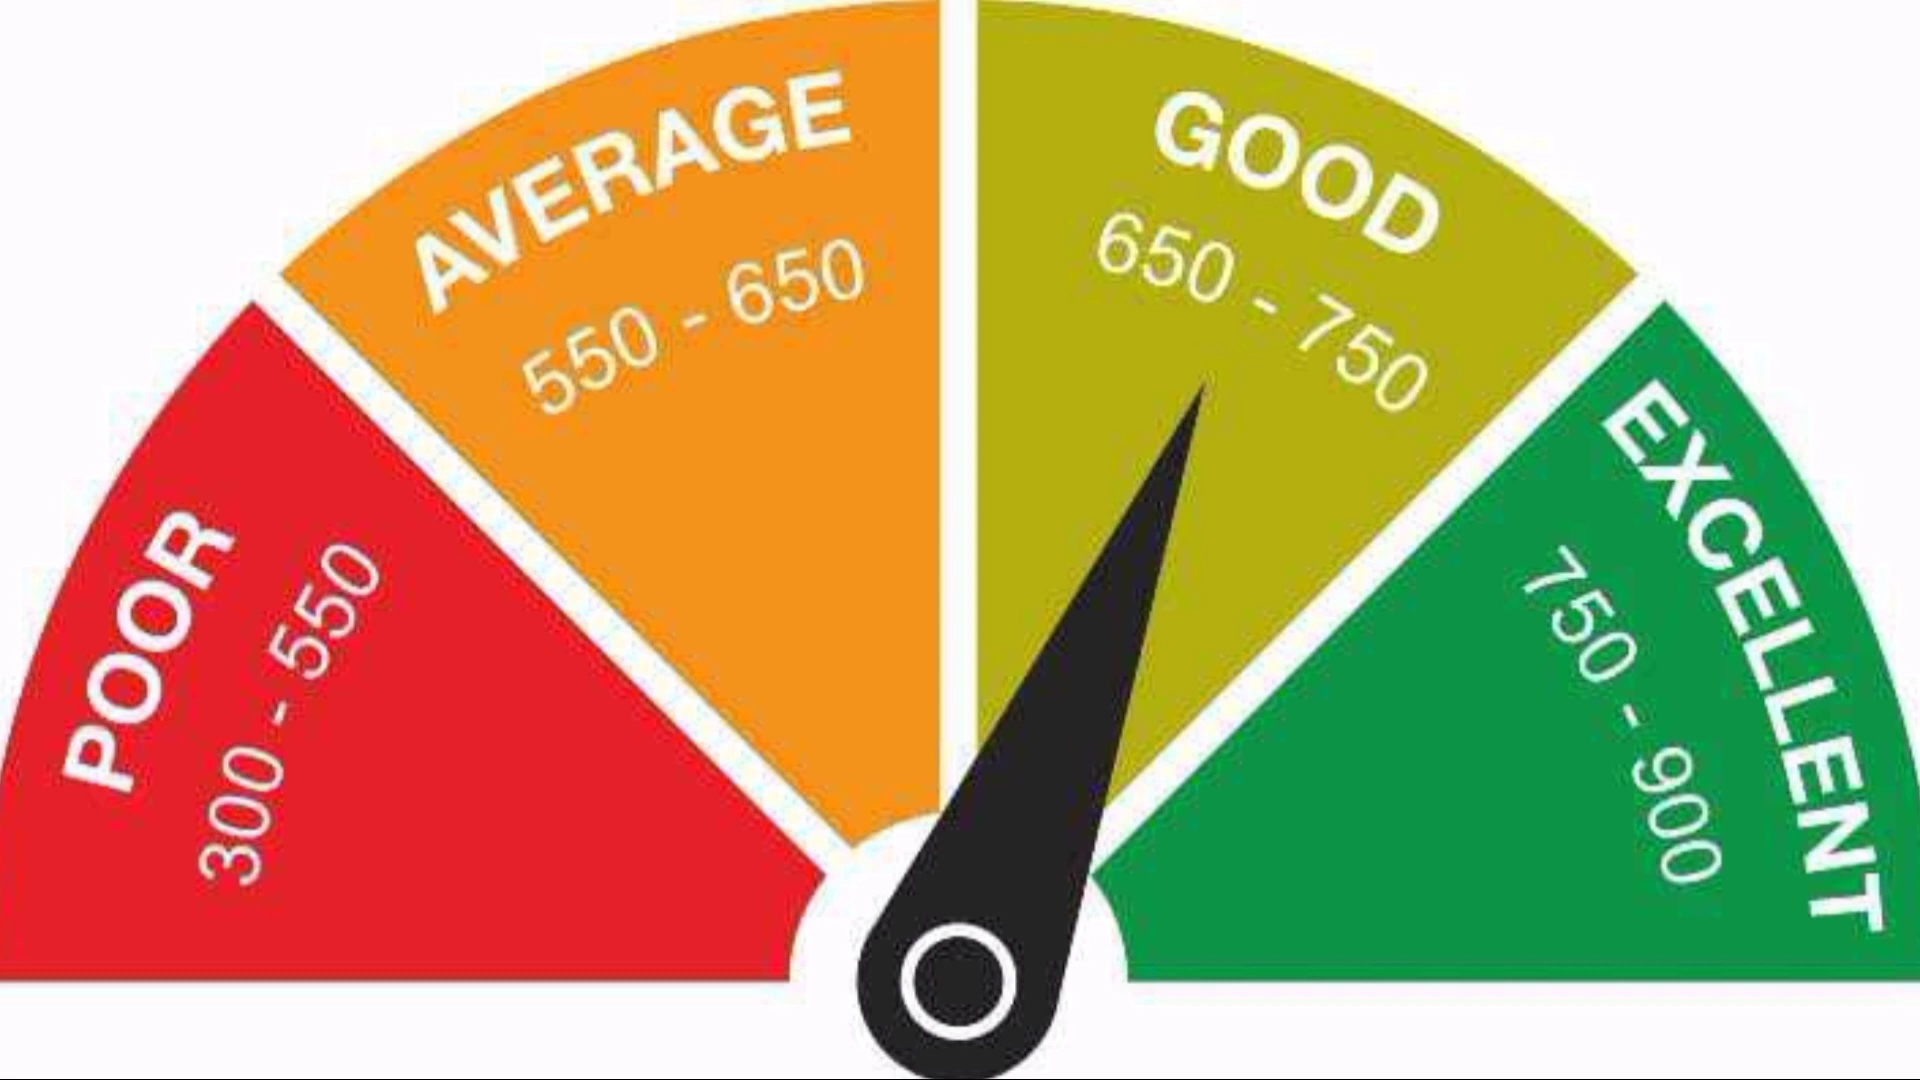 POOR
300 - 550
AVERAGE
550 - 650
GOOD
650 - 750
EXCELLENT
750 - 900